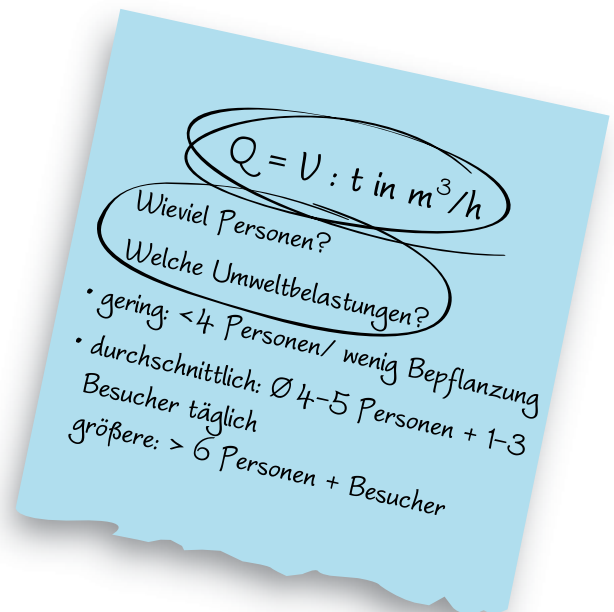 Q = V : t in m³/h
Wieviel Personen?
Welche Umweltbelastungen?
• gering: <4 Personen/ wenig Bepflanzung
• durchschnittlich: Ø 4–5 Personen + 1–3
Besucher täglich
größere: > 6 Personen + Besucher